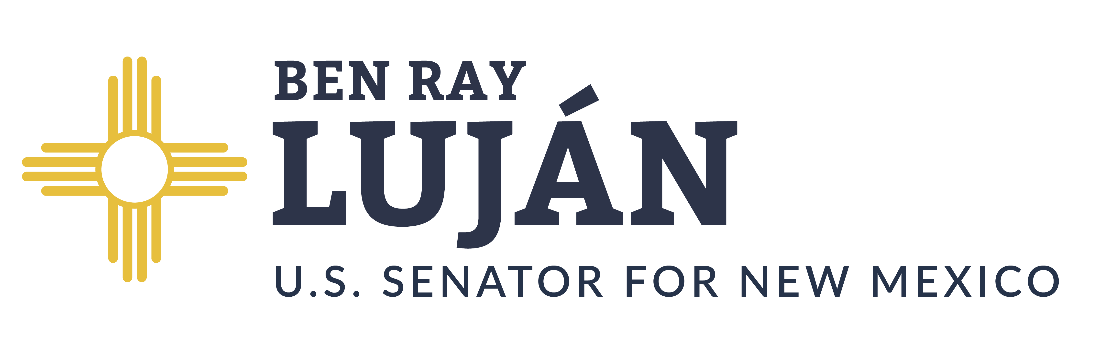 BEN RAY
LUJÁN
U.S. SENATOR FOR NEW MEXICO